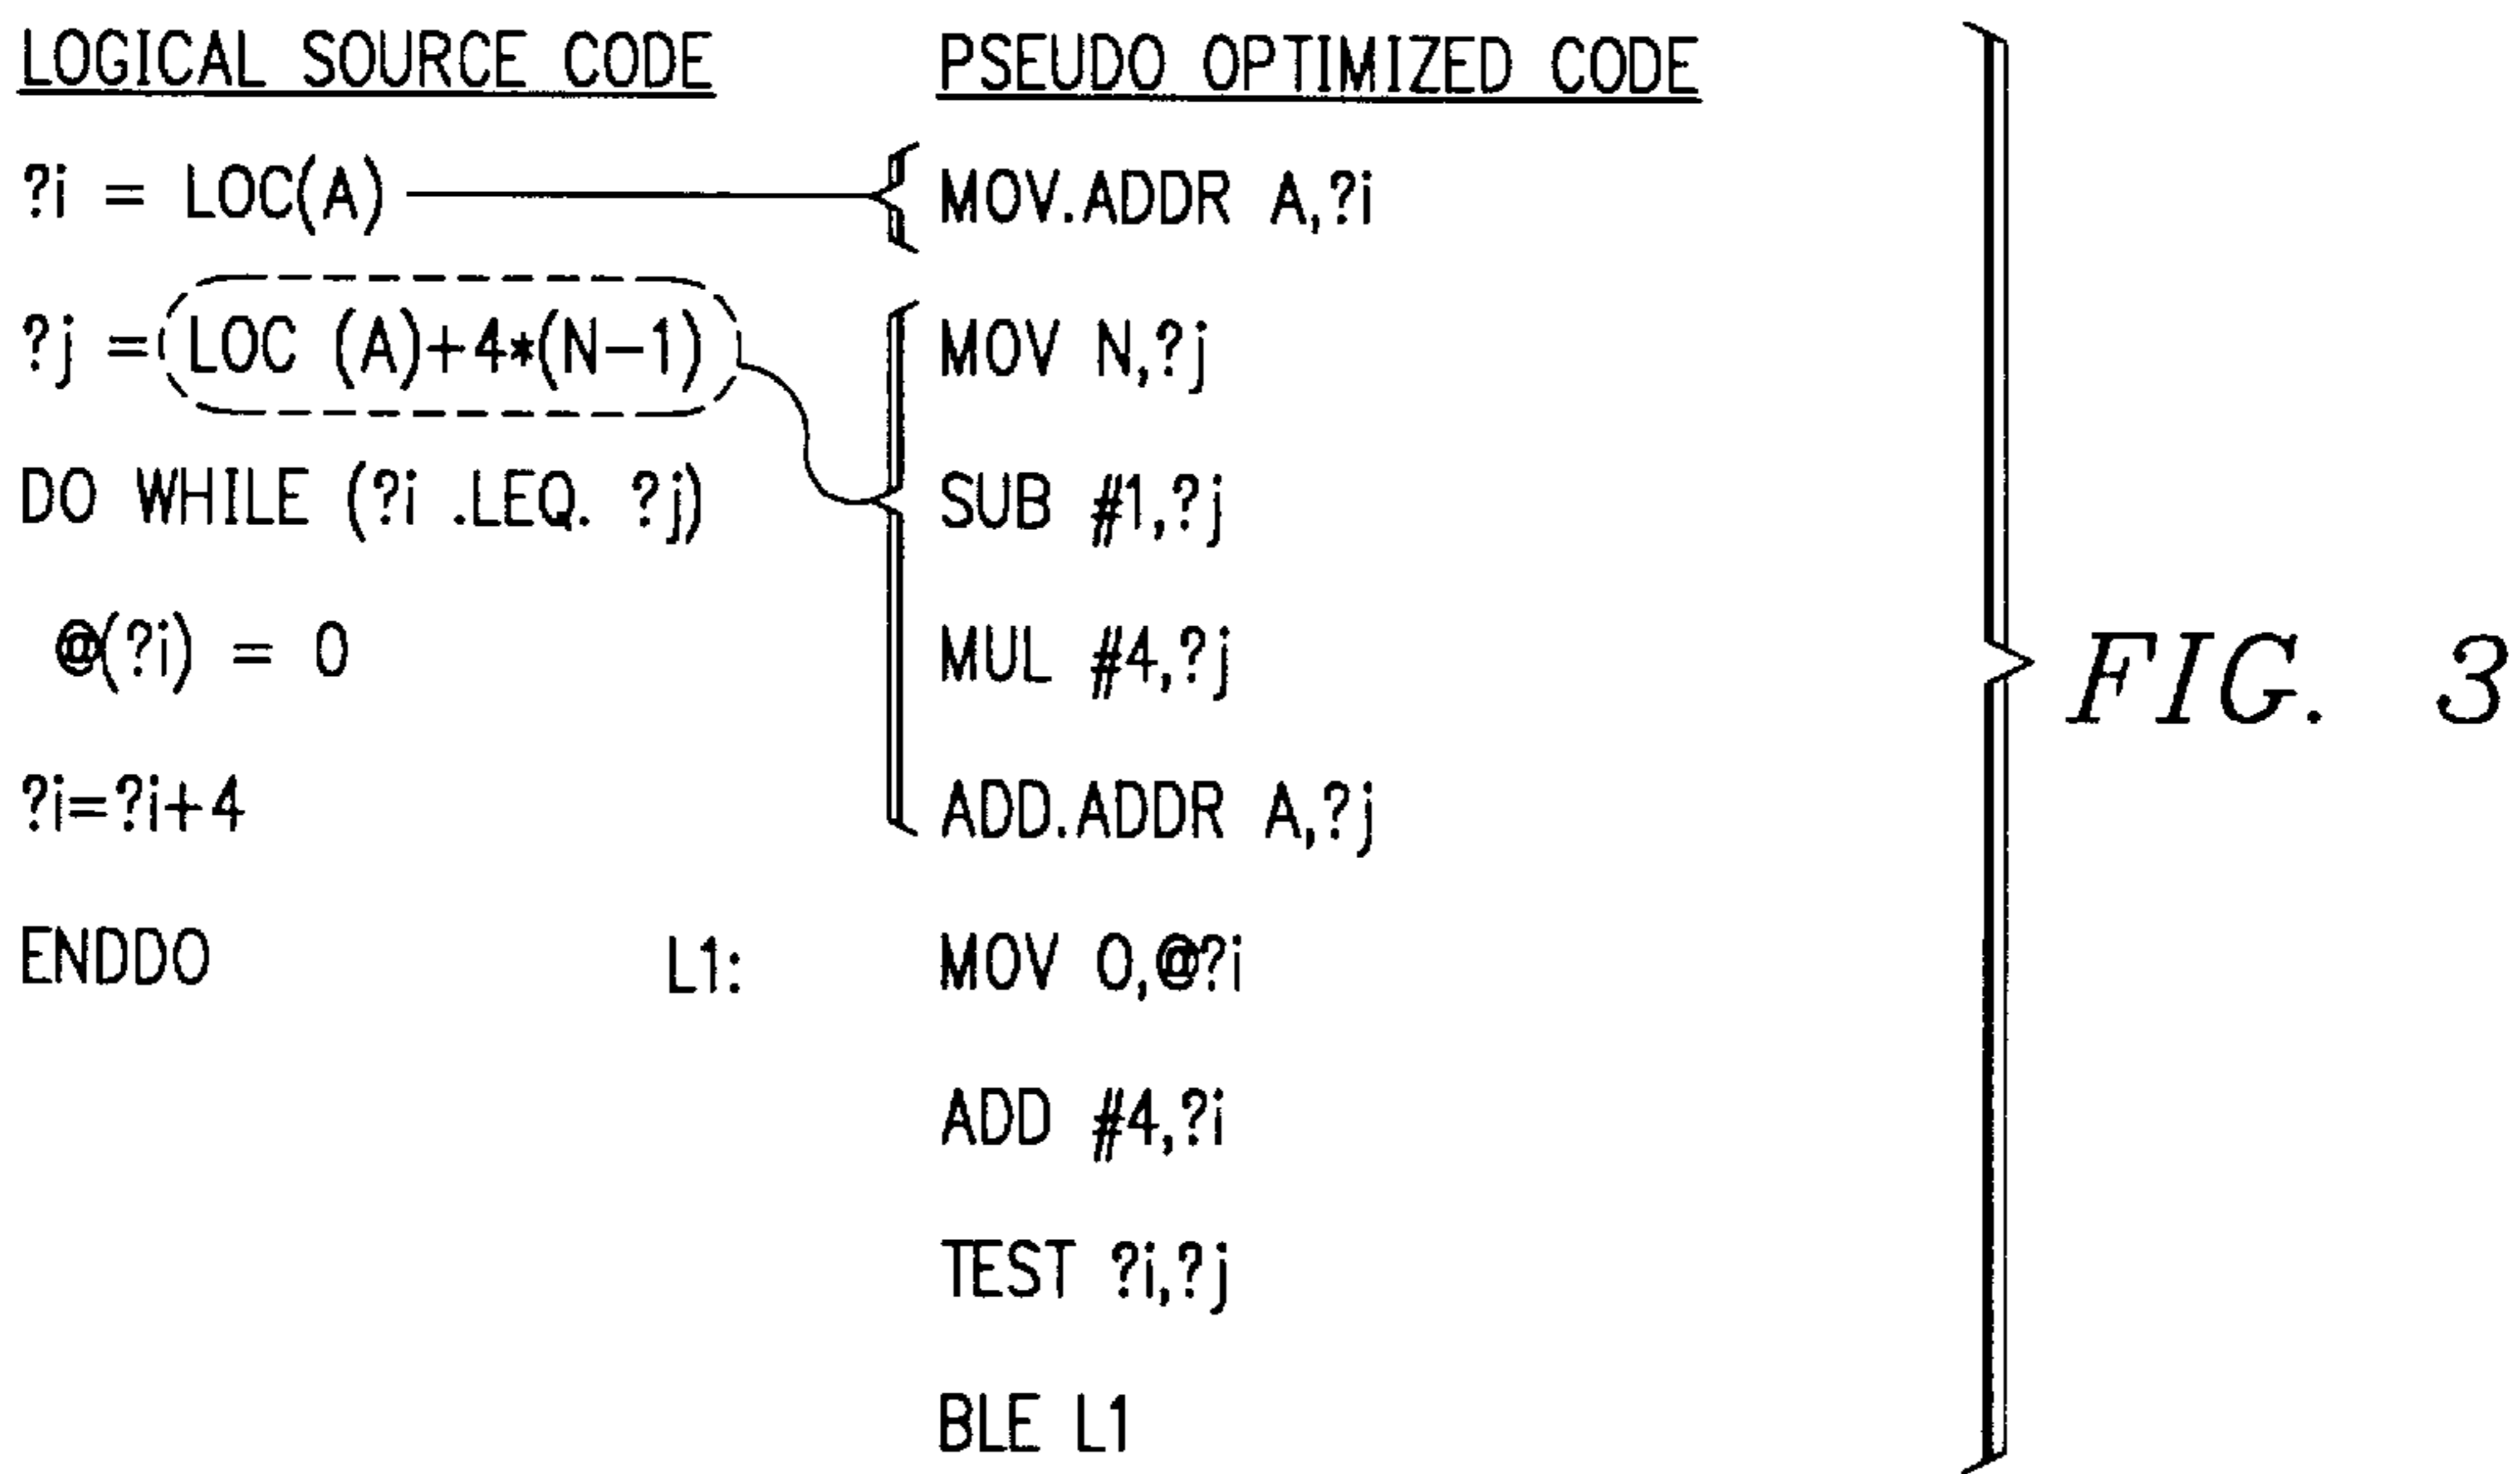 LOGICAL SOURCE CODE
?i = LOC(A)
?j = LOC (A)+4*(N-1)
DO WHILE (?i .LEQ. ?j)
@(?i) = 0
?i=?i+4
ENDDO
PSEUDO OPTIMIZED CODE
MOV.ADDR A,?i
MOV N,?j
SUB #1,?j
MUL #4,?j
ADD.ADDR A,?j
L1: MOV 0,@?i
ADD #4,?i
TEST ?i,?j
BLE L1
FIG. 3